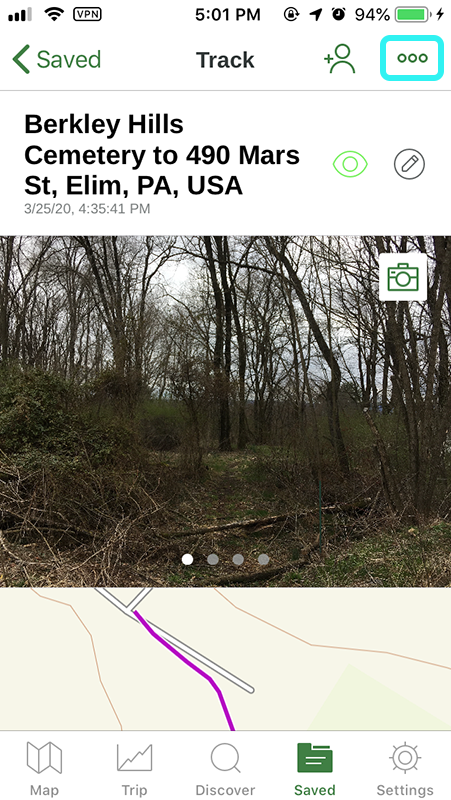 VPN 5:01 PM 94%
Saved Track
Berkley Hills
Cemetery to 490 Mars
St, Elim, PA, USA
3/25/20, 4:35:41 PM
Map Trip Discover Saved Settings